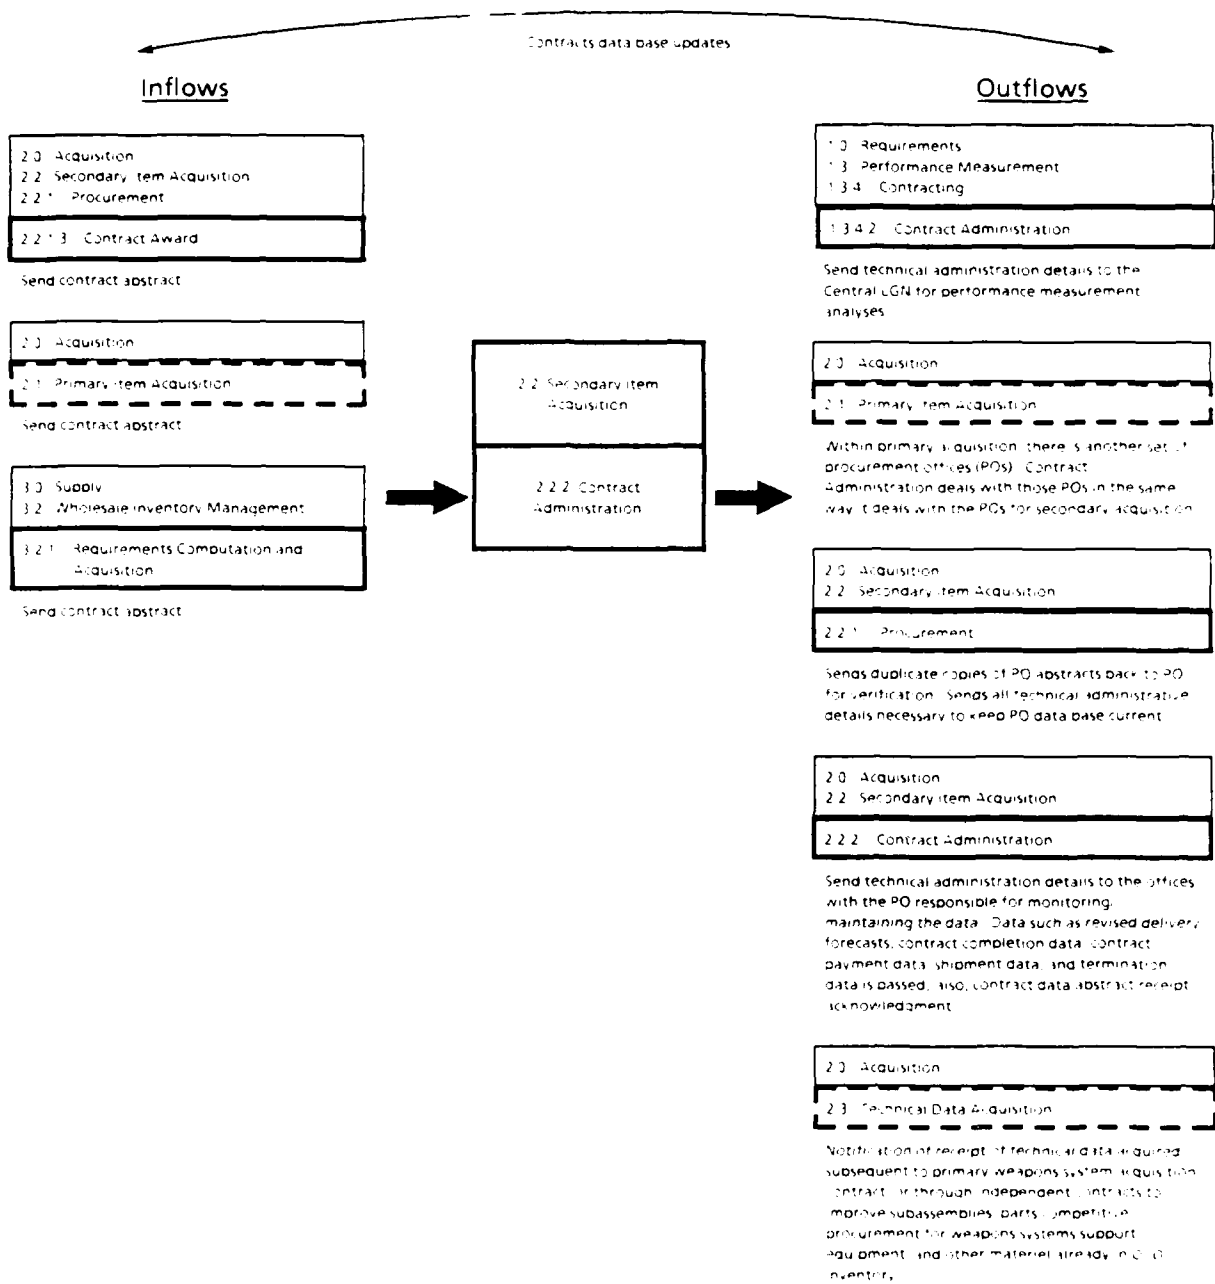 Contracts data base updates
Inflows
2.0 Acquisition
2.2 Secondary Item Acquisition
2.2.1 Procurement
2.2.1.3 Contract Award
Send contract abstract
2.0 Acquisition
2.1 Primary Item Acquisition
Send contract abstract
3.0 Supply
3.2 Wholesale Inventory Management
3.2.1 Requirements Computation and
Acquisition
Send contract abstract
2.2 Secondary Item
Acquisition
2.2.2 Contract
Administration
Outflows
1.0 Requirements
1.3 Performance Measurement
1.3.4 Contracting
1.3.4.2 Contract Administration
Send technical administration details to the
Central LGN for performance measurement
analyses
2.0 Acquisition
2.1 Primary Item Acquisition
Within primary acquisition, there is another set of
procurement offices (POs). Contract
Administration deals with those POs in the same
way it deals with the POs for secondary acquisition
2.0 Acquisition
2.2 Secondary Item Acquisition
2.2.1 Procurement
Sends duplicate copies of PO abstracts back to PO
for verification. Sends all technical administrative
details necessary to keep PO data base current
2.0 Acquisition
2.2 Secondary Item Acquisition
2.2.2 Contract Administration
Send technical administration details to the offices
with the PO responsible for monitoring,
maintaining the data. Data such as revised delivery
forecasts, contract completion data, contract
payment data, shipment data, and termination
data is passed; also, contract data abstract receipt
acknowledgment
2.0 Acquisition
2.3 Technical Data Acquisition
Notification of receipt of technical data acquired
subsequent to primary weapons system acquisition
contract or through independent contracts to
improve subassemblies, parts competitive
procurement for weapons systems support
equipment, and other materiel already in
inventory